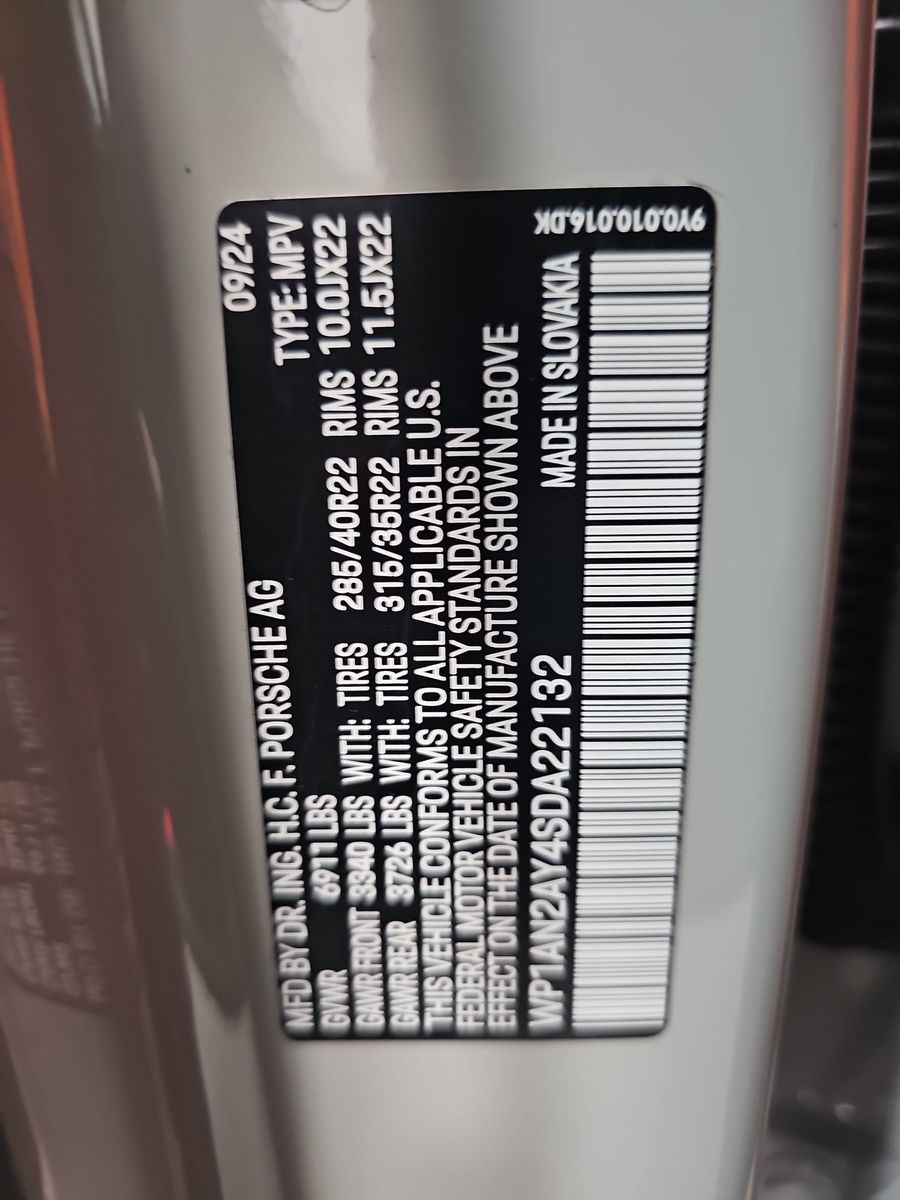 MFD BY DR. ING. H.C. F. PORSCHE AG 09/24
TYPE: MPV
GVWR 6911 LBS
GAWR FRONT 3340 LBS WITH: TIRES 285/40R22 RIMS 10.0JX22
GAWR REAR 3726 LBS WITH: TIRES 315/35R22 RIMS 11.5JX22
THIS VEHICLE CONFORMS TO ALL APPLICABLE U.S.
FEDERAL MOTOR VEHICLE SAFETY STANDARDS IN
EFFECT ON THE DATE OF MANUFACTURE SHOWN ABOVE
WP1AN2AY4SDA22132 MADE IN SLOVAKIA
9Y0.010.016.DK